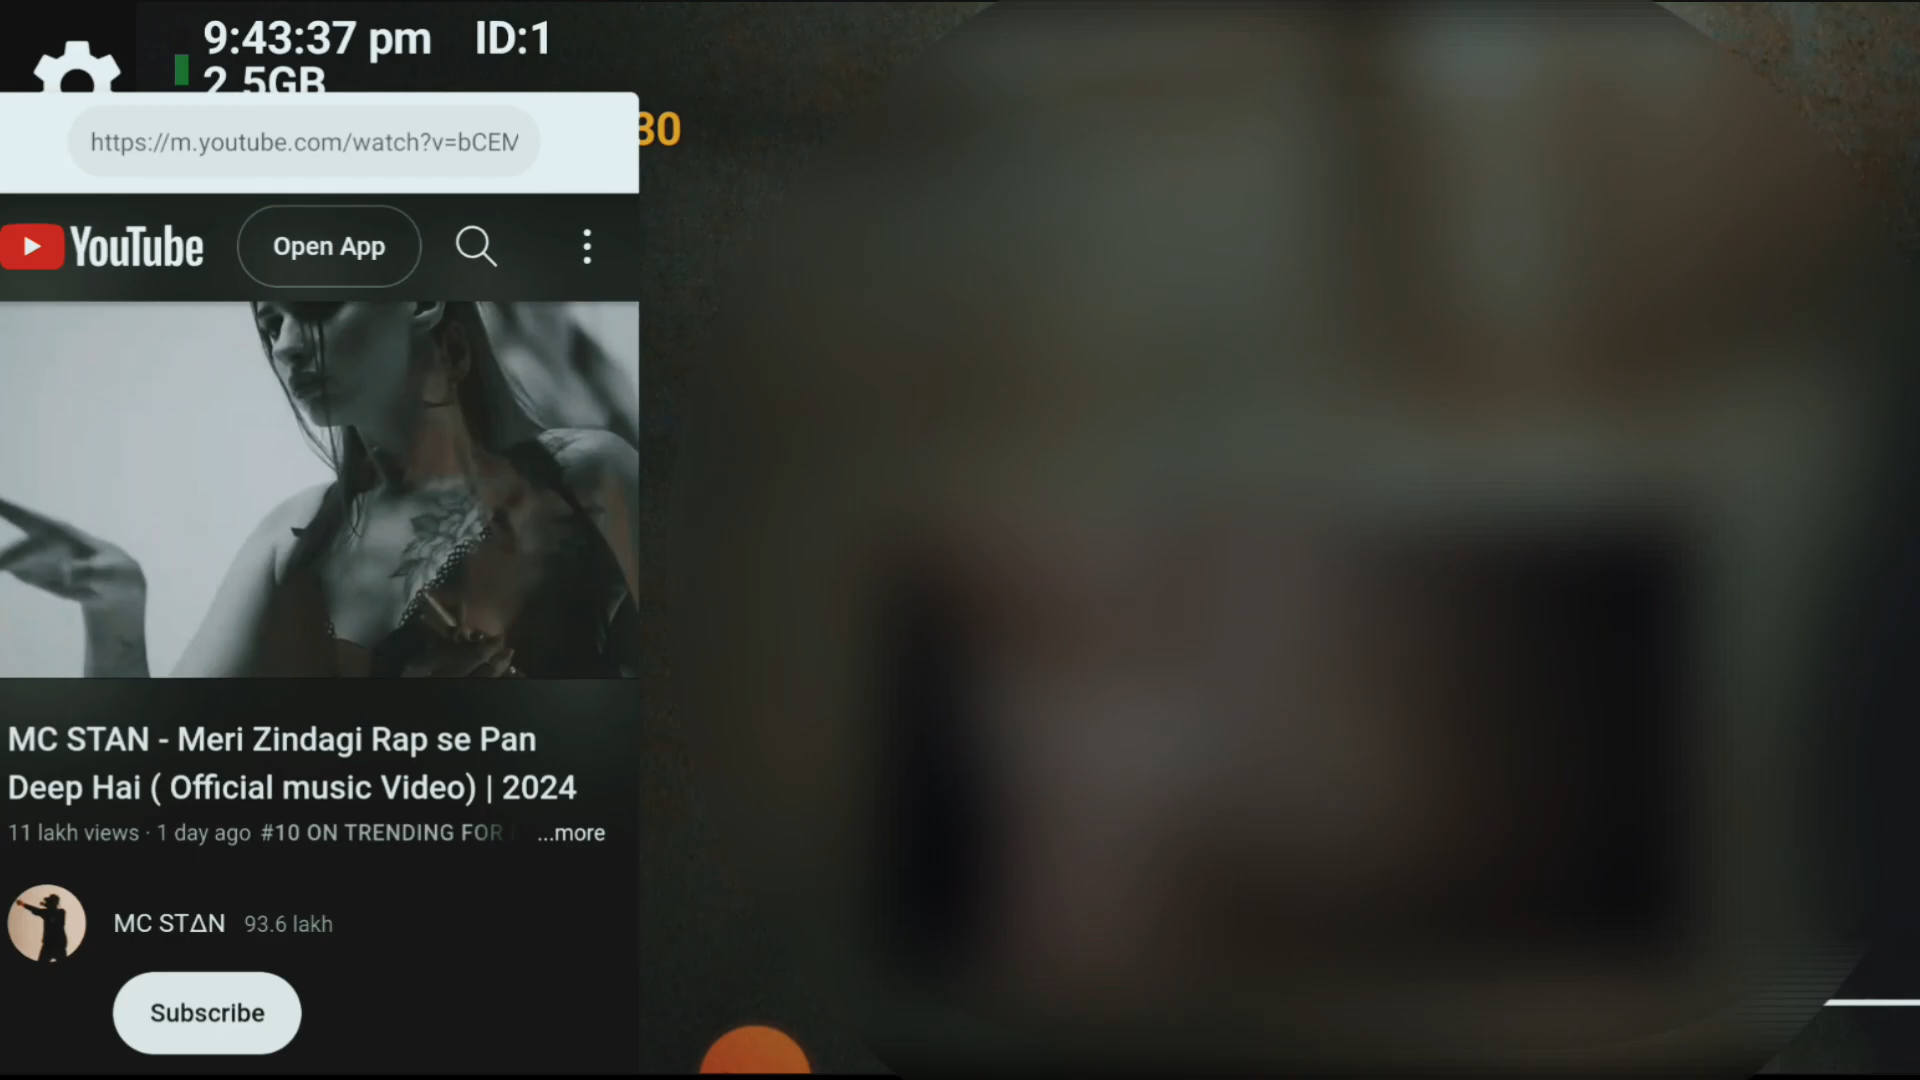 9:43:37 pm ID:1
2.5GB
30
https://m.youtube.com/watch?v=bCEM
YouTube
Open App
MC STAN - Meri Zindagi Rap se Pan
Deep Hai ( Official music Video) | 2024
11 lakh views · 1 day ago #10 ON TRENDING FOR ...more
MC STΔN 93.6 lakh
Subscribe